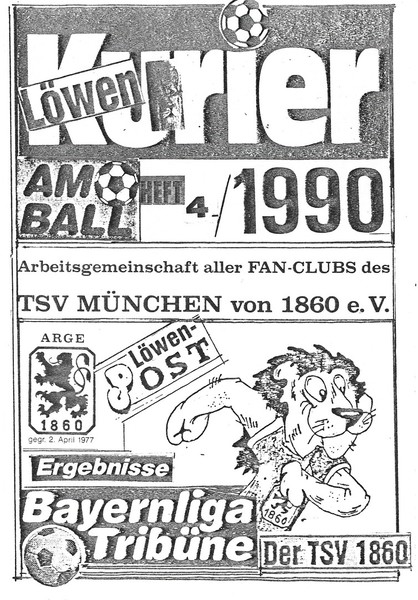 Löwen
Kurier
AM
BALL
HEFT 4./1990
Arbeitsgemeinschaft aller FAN-CLUBS des
TSV MÜNCHEN von 1860 e.V.
ARGE
1860
gegr. 2. April 1977
Löwen-
POST
1860
Ergebnisse
Bayernliga
Tribüne
Der TSV 1860